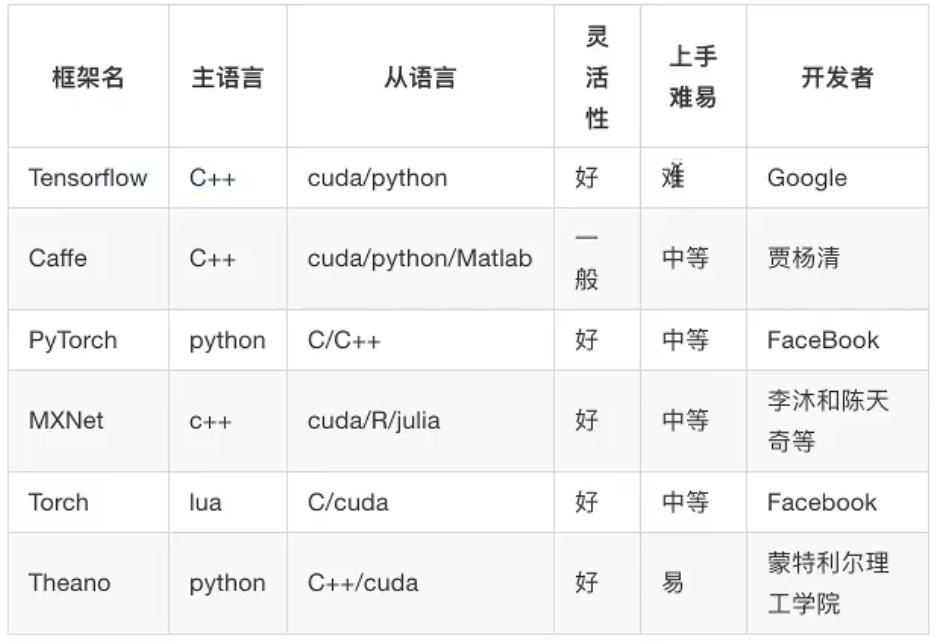 框架名 主语言 从语言 灵活性 上手难易 开发者
Tensorflow C++ cuda/python 好 难 Google
Caffe C++ cuda/python/Matlab 一般 中等 贾杨清
PyTorch python C/C++ 好 中等 FaceBook
MXNet c++ cuda/R/julia 好 中等 李沐和陈天奇等
Torch lua C/cuda 好 中等 Facebook
Theano python C++/cuda 好 易 蒙特利尔理工学院